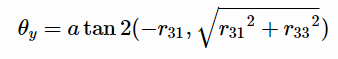 θ_y = a tan 2(−r_31, √(r_31² + r_33²))